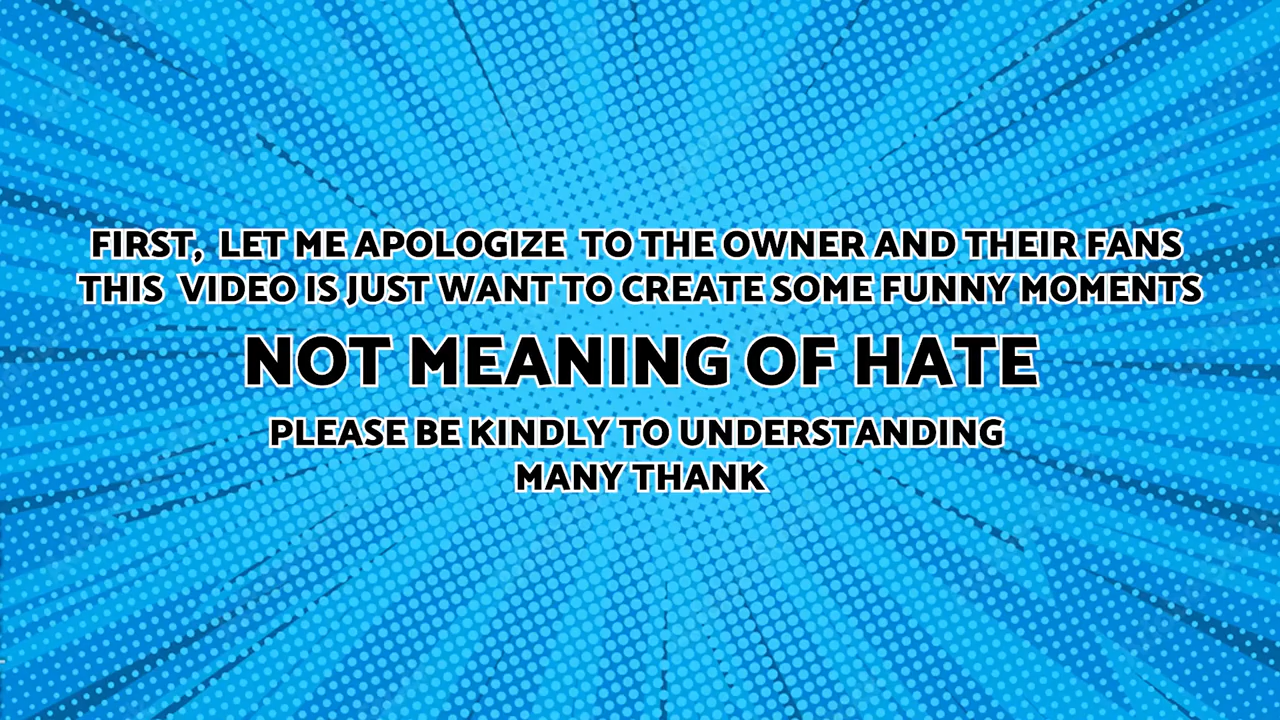 FIRST, LET ME APOLOGIZE TO THE OWNER AND THEIR FANS
THIS VIDEO IS JUST WANT TO CREATE SOME FUNNY MOMENTS
NOT MEANING OF HATE
PLEASE BE KINDLY TO UNDERSTANDING
MANY THANK